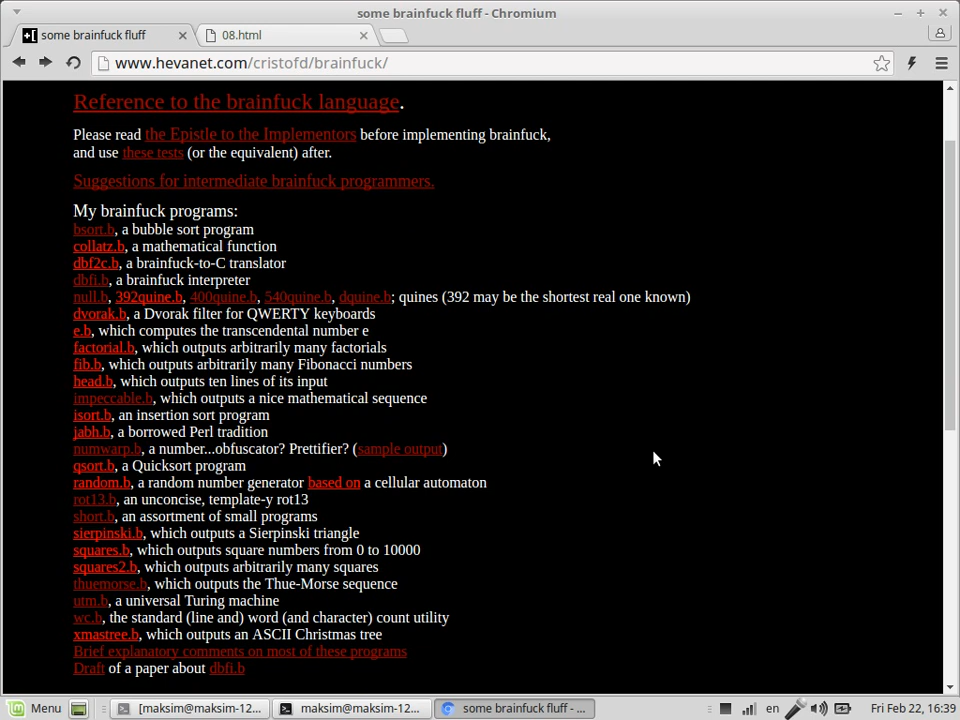 some brainfuck fluff - Chromium
some brainfuck fluff
08.html
www.hevanet.com/cristofd/brainfuck/
Reference to the brainfuck language.
Please read the Epistle to the Implementors before implementing brainfuck,
and use these tests (or the equivalent) after.
Suggestions for intermediate brainfuck programmers.
My brainfuck programs:
bsort.b, a bubble sort program
collatz.b, a mathematical function
dbf2c.b, a brainfuck-to-C translator
dbfi.b, a brainfuck interpreter
null.b, 392quine.b, 400quine.b, 540quine.b, dquine.b; quines (392 may be the shortest real one known)
dvorak.b, a Dvorak filter for QWERTY keyboards
e.b, which computes the transcendental number e
factorial.b, which outputs arbitrarily many factorials
fib.b, which outputs arbitrarily many Fibonacci numbers
head.b, which outputs ten lines of its input
impeccable.b, which outputs a nice mathematical sequence
isort.b, an insertion sort program
jabh.b, a borrowed Perl tradition
numwarp.b, a number...obfuscator? Prettifier? (sample output)
qsort.b, a Quicksort program
random.b, a random number generator based on a cellular automaton
rot13.b, an unconcise, template-y rot13
short.b, an assortment of small programs
sierpinski.b, which outputs a Sierpinski triangle
squares.b, which outputs square numbers from 0 to 10000
squares2.b, which outputs arbitrarily many squares
thuemorse.b, which outputs the Thue-Morse sequence
utm.b, a universal Turing machine
wc.b, the standard (line and) word (and character) count utility
xmastree.b, which outputs an ASCII Christmas tree
Brief explanatory comments on most of these programs
Draft of a paper about dbfi.b
Menu [maksim@maksim-12... maksim@maksim-12... some brainfuck fluff - ... en Fri Feb 22, 16:39